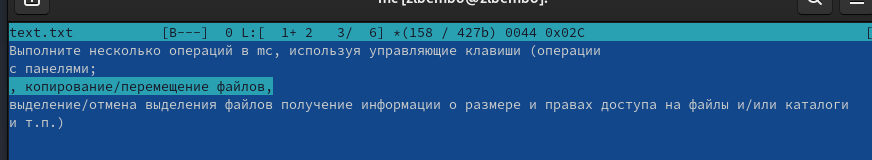 text.txt [B---] 0 L:[ 1+ 2 3/ 6] *(158 / 427b) 0044 0x02C [
Выполните несколько операций в mc, используя управляющие клавиши (операции
с панелями;
, копирование/перемещение файлов,
выделение/отмена выделения файлов получение информации о размере и правах доступа на файлы и/или каталоги
и т.п.)